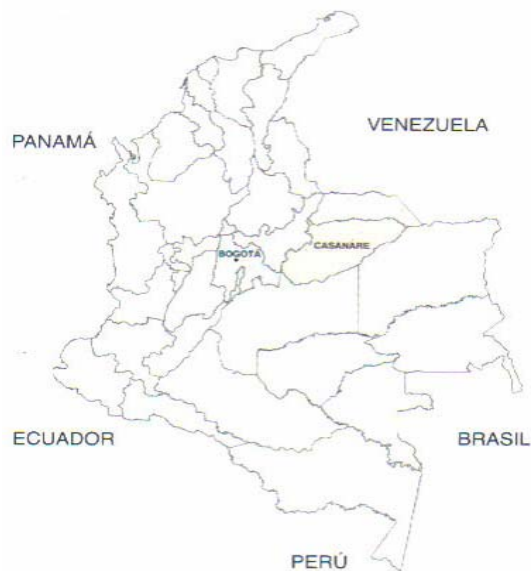 VENEZUELA
PANAMÁ
CASANARE
BOGOTÁ
ECUADOR
BRASIL
PERÚ